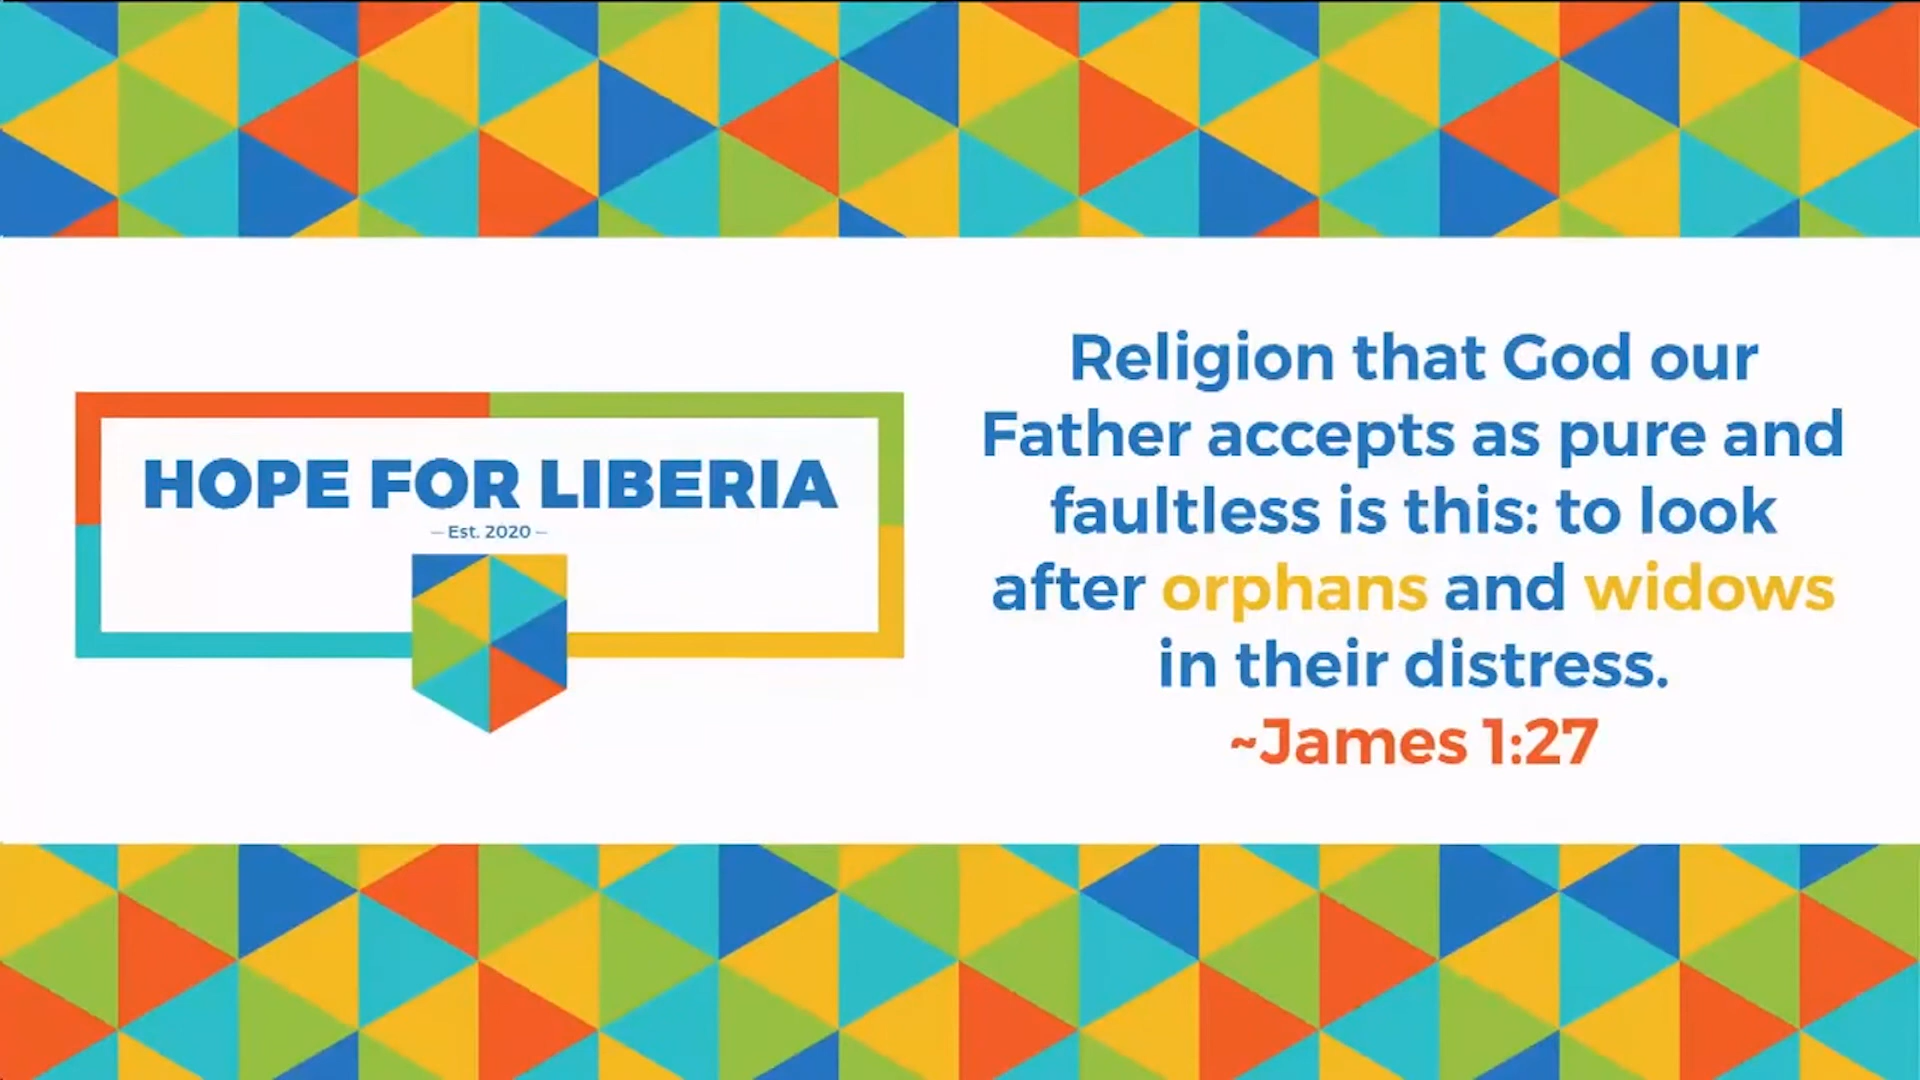 HOPE FOR LIBERIA
– Est. 2020 –
Religion that God our
Father accepts as pure and
faultless is this: to look
after orphans and widows
in their distress.
~James 1:27